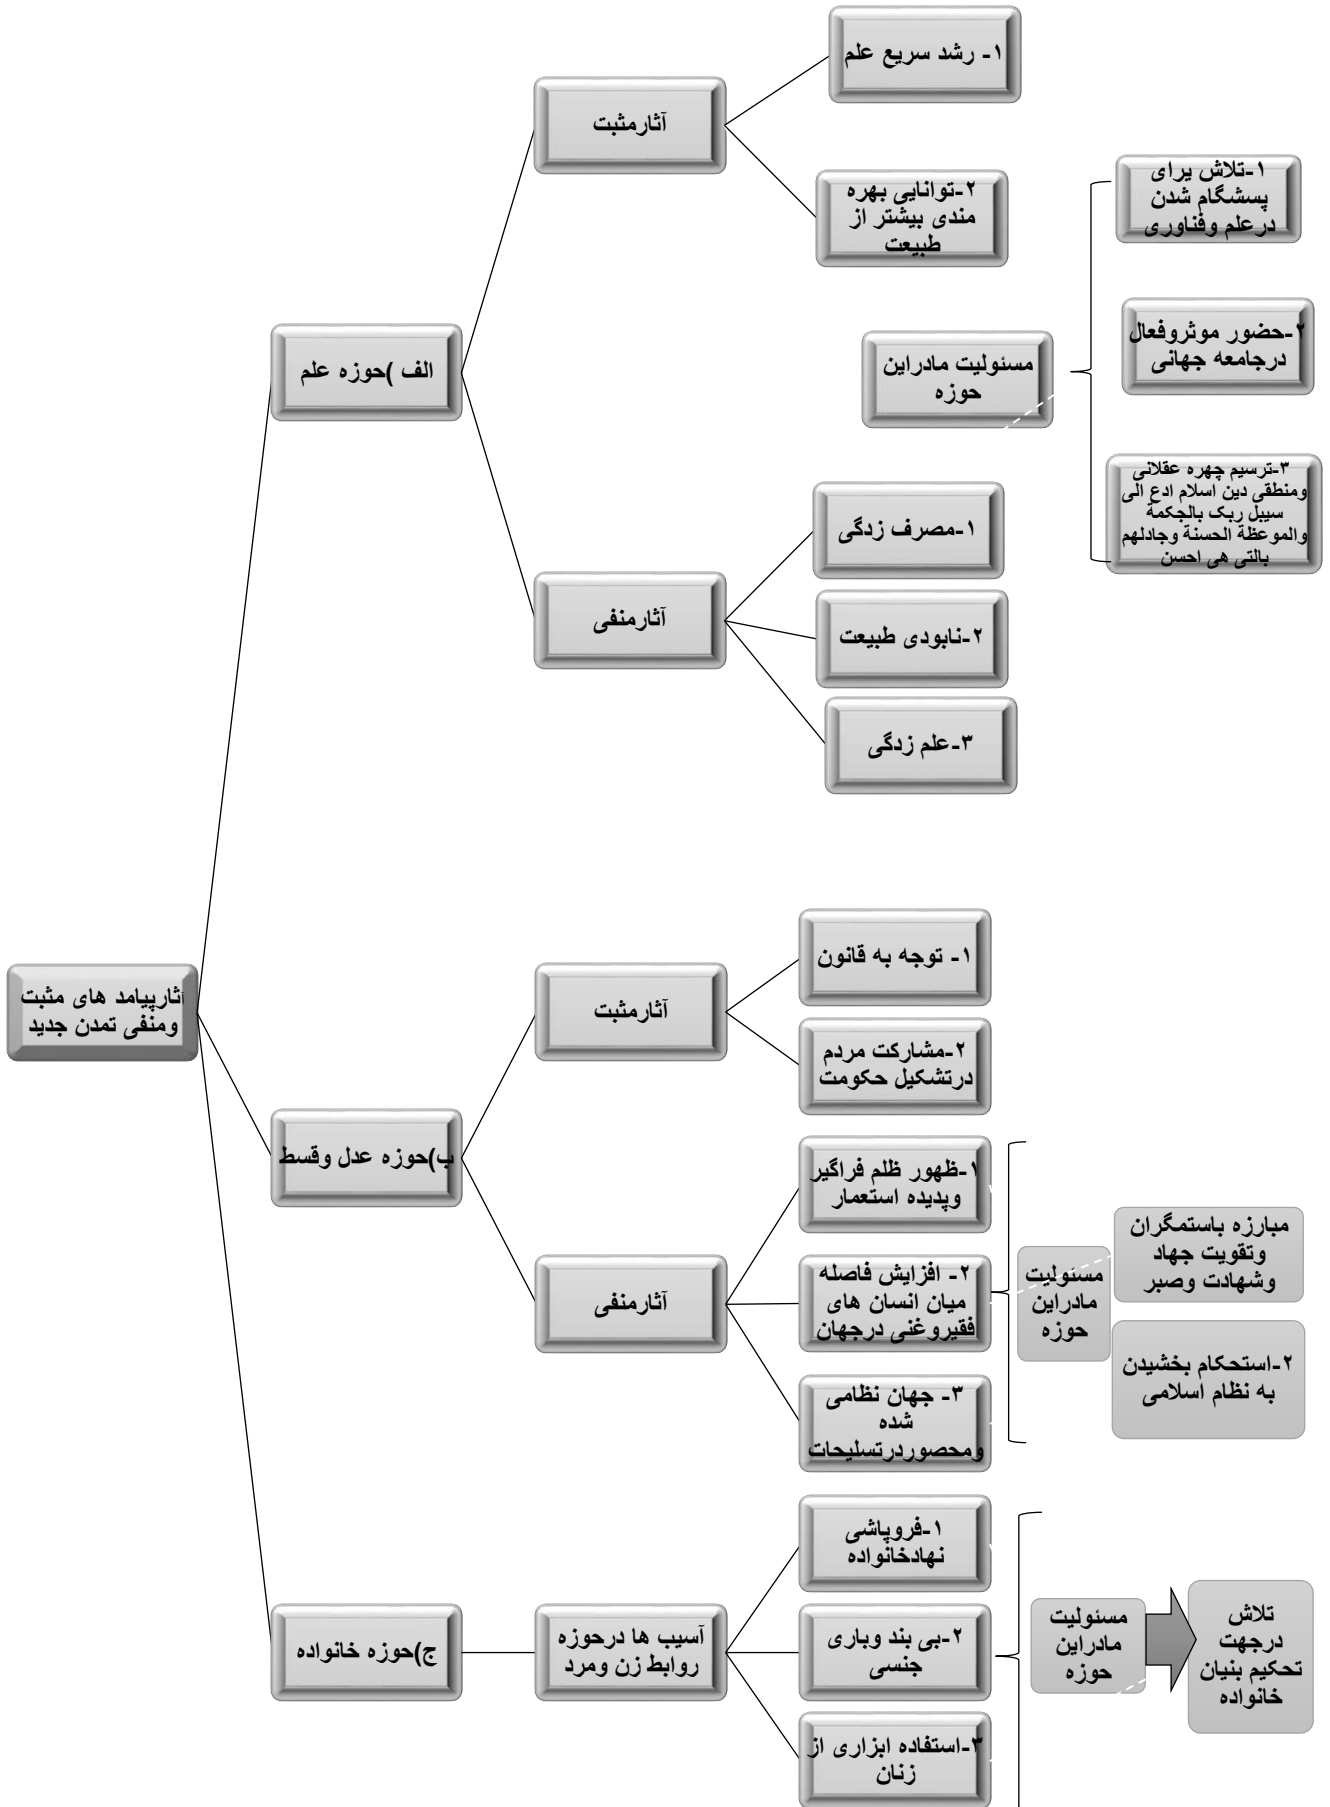 آثارپیامد های مثبت
ومنفی تمدن جدید
الف )حوزه علم
آثارمثبت
۱- رشد سریع علم
۲-توانایی بهره
مندی بیشتر از
طبیعت
مسئولیت مادراین
حوزه
۱-تلاش یرای
پسشگام شدن
درعلم وفناوری
۲-حضور موثروفعال
درجامعه جهانی
۳-ترسیم چهره عقلانی
ومنطقی دین اسلام ادع الی
سبیل ربک بالجکمة
والموعظة الحسنة وجادلهم
بالتی هی احسن
آثارمنفی
۱-مصرف زدگی
۲-نابودی طبیعت
۳-علم زدگی
ب)حوزه عدل وقسط
آثارمثبت
۱- توجه به قانون
۲-مشارکت مردم
درتشکیل حکومت
آثارمنفی
۱-ظهور ظلم فراگیر
وپدیده استعمار
۲- افزایش فاصله
میان انسان های
فقیروغنی درجهان
۳- جهان نظامی
شده
ومحصوردرتسلیحات
مسئولیت
مادراین
حوزه
مبارزه باستمگران
وتقویت جهاد
وشهادت وصبر
۲-استحکام بخشیدن
به نظام اسلامی
ج)حوزه خانواده
آسیب ها درحوزه
روابط زن ومرد
۱-فروپاشی
نهادخانواده
۲-بی بند وباری
جنسی
۳-استفاده ابزاری از
زنان
مسئولیت
مادراین
حوزه
تلاش
درجهت
تحکیم بنیان
خانواده